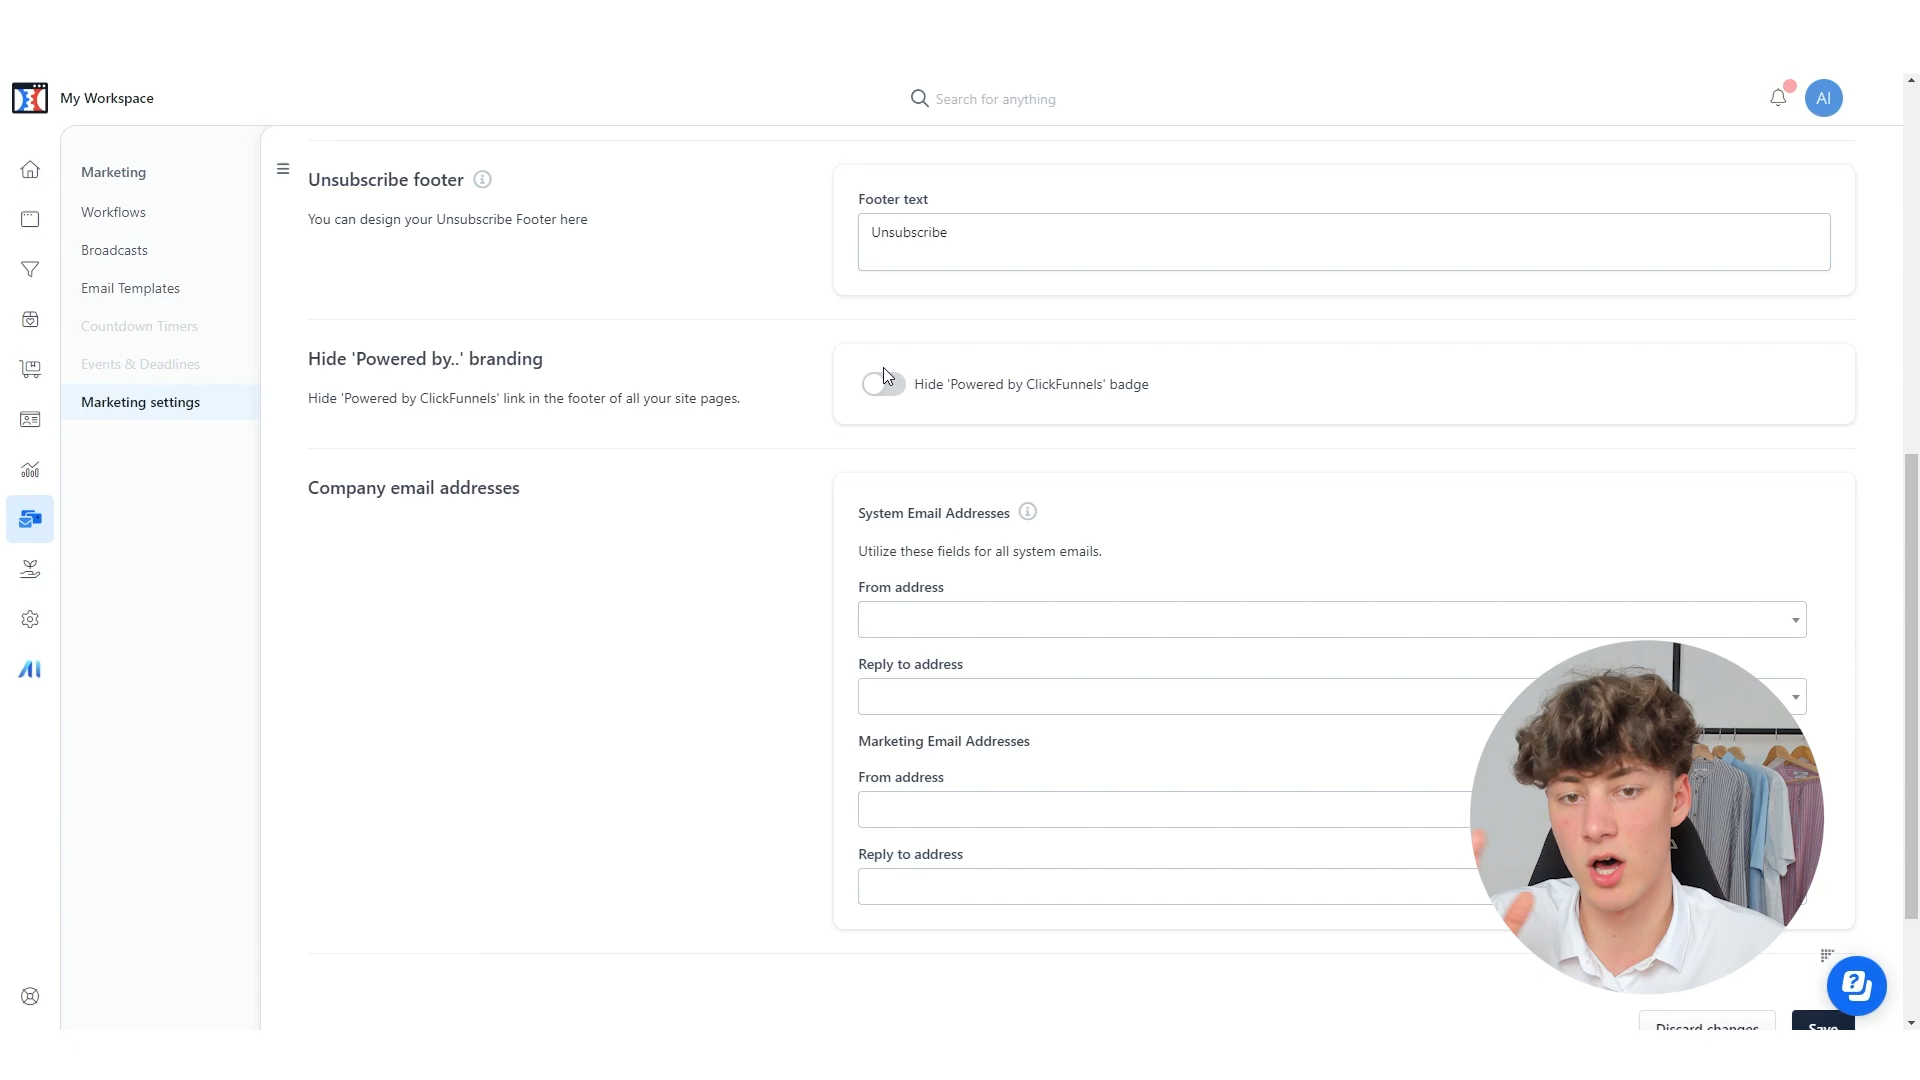 My Workspace
Search for anything
AI
Marketing
Workflows
Broadcasts
Email Templates
Countdown Timers
Events & Deadlines
Marketing settings
AI
Unsubscribe footer
You can design your Unsubscribe Footer here
Footer text
Unsubscribe
Hide 'Powered by..' branding
Hide 'Powered by ClickFunnels' link in the footer of all your site pages.
Hide 'Powered by ClickFunnels' badge
Company email addresses
System Email Addresses
Utilize these fields for all system emails.
From address
Reply to address
Marketing Email Addresses
From address
Reply to address
Discard changes
Save